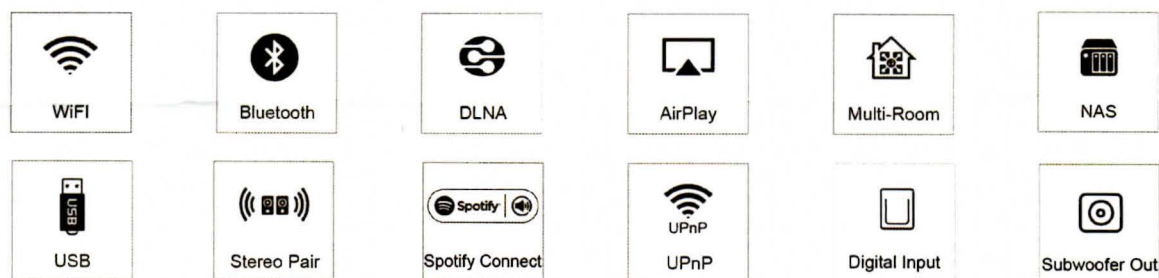 WiFI
Bluetooth
DLNA
AirPlay
Multi-Room
NAS
USB
USB
Stereo Pair
Spotify
Spotify Connect
UPnP
UPnP
Digital Input
Subwoofer Out